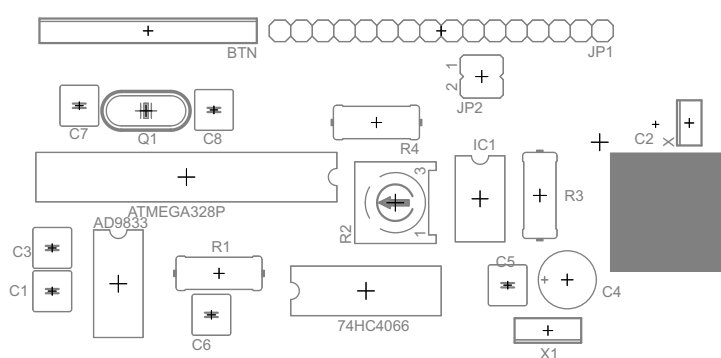 BTN
JP1
1
2
JP2
C7
Q1
C8
R4
IC1
C2
X
ATMEGA328P
3
1
R2
R3
AD9833
C3
R1
C1
C5
C4
C6
74HC4066
X1